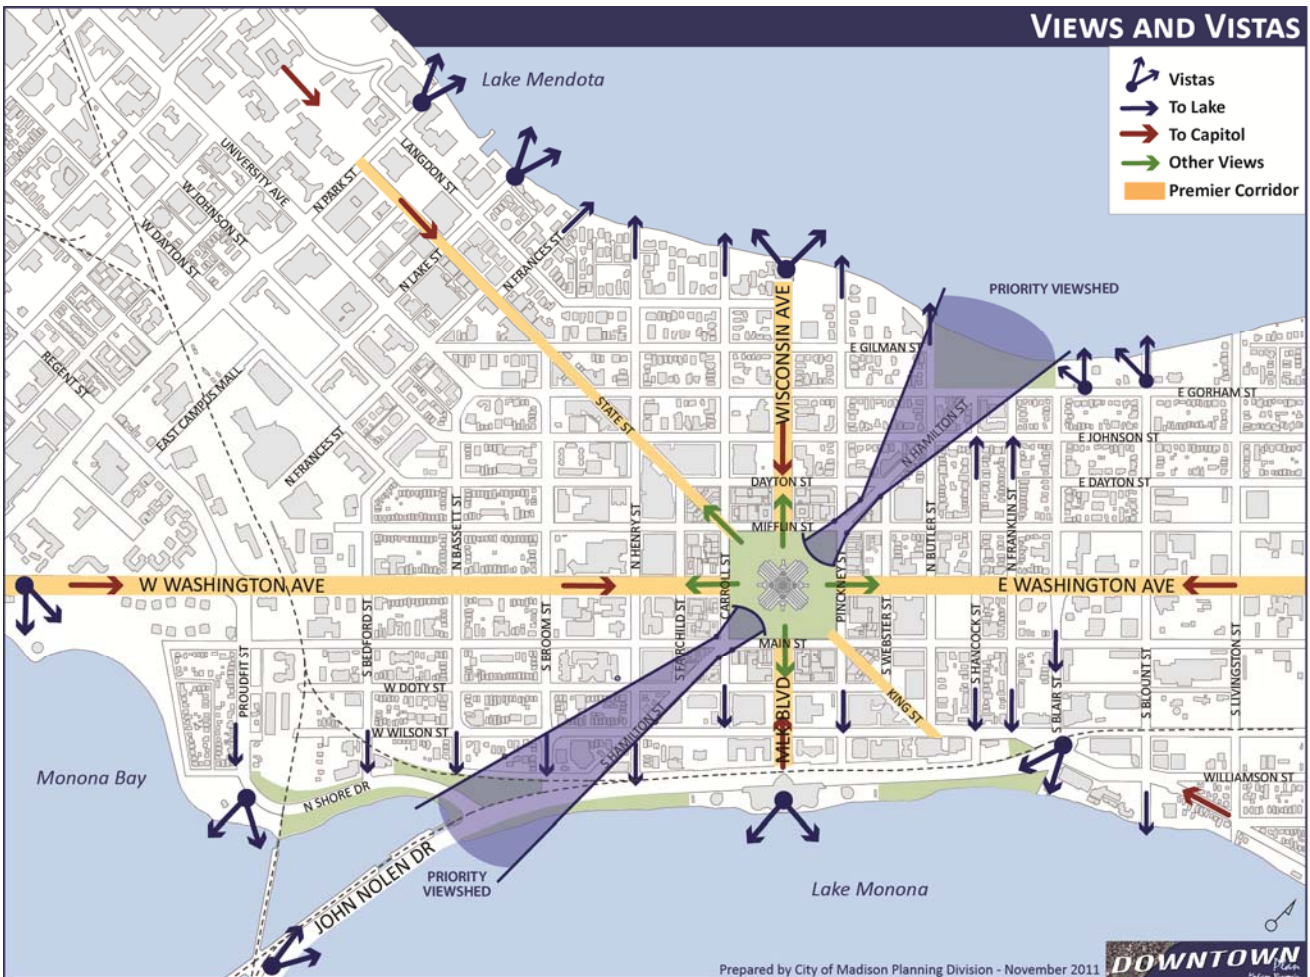 VIEWS AND VISTAS
Lake Mendota
Vistas
To Lake
To Capitol
Other Views
Premier Corridor
LANGDON ST
UNIVERSITY AVE
N PARK ST
W JOHNSON ST
W DAYTON ST
N LAKE ST
N FRANCES ST
PRIORITY VIEWSHED
WISCONSIN AVE
E GILMAN ST
REGENT ST
EAST CAMPUS MALL
STATE ST
N HAMILTON ST
E GORHAM ST
E JOHNSON ST
N FRANCES ST
DAYTON ST
E DAYTON ST
N BASSETT ST
N HENRY ST
MIFFLIN ST
N BUTLER ST
N FRANKLIN ST
W WASHINGTON AVE
CARROLL ST
PINCKNEY ST
E WASHINGTON AVE
S BEDFORD ST
S BROOM ST
S FAIRCHILD ST
MAIN ST
S WEBSTER ST
S HANCOCK ST
S LIVINGSTON ST
PROUDFIT ST
W DOTY ST
S BLAIR ST
S BLOUNT ST
MLK BLVD
KING ST
S HAMILTON ST
W WILSON ST
Monona Bay
N SHORE DR
WILLIAMSON ST
JOHN NOLEN DR
PRIORITY
VIEWSHED
Lake Monona
Prepared by City of Madison Planning Division - November 2011
DOWNTOWN
Plan